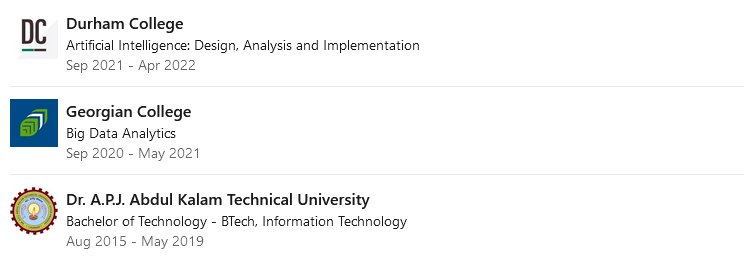 DC
Durham College
Artificial Intelligence: Design, Analysis and Implementation
Sep 2021 - Apr 2022
Georgian College
Big Data Analytics
Sep 2020 - May 2021
Dr. A.P.J. Abdul Kalam Technical University
Bachelor of Technology - BTech, Information Technology
Aug 2015 - May 2019